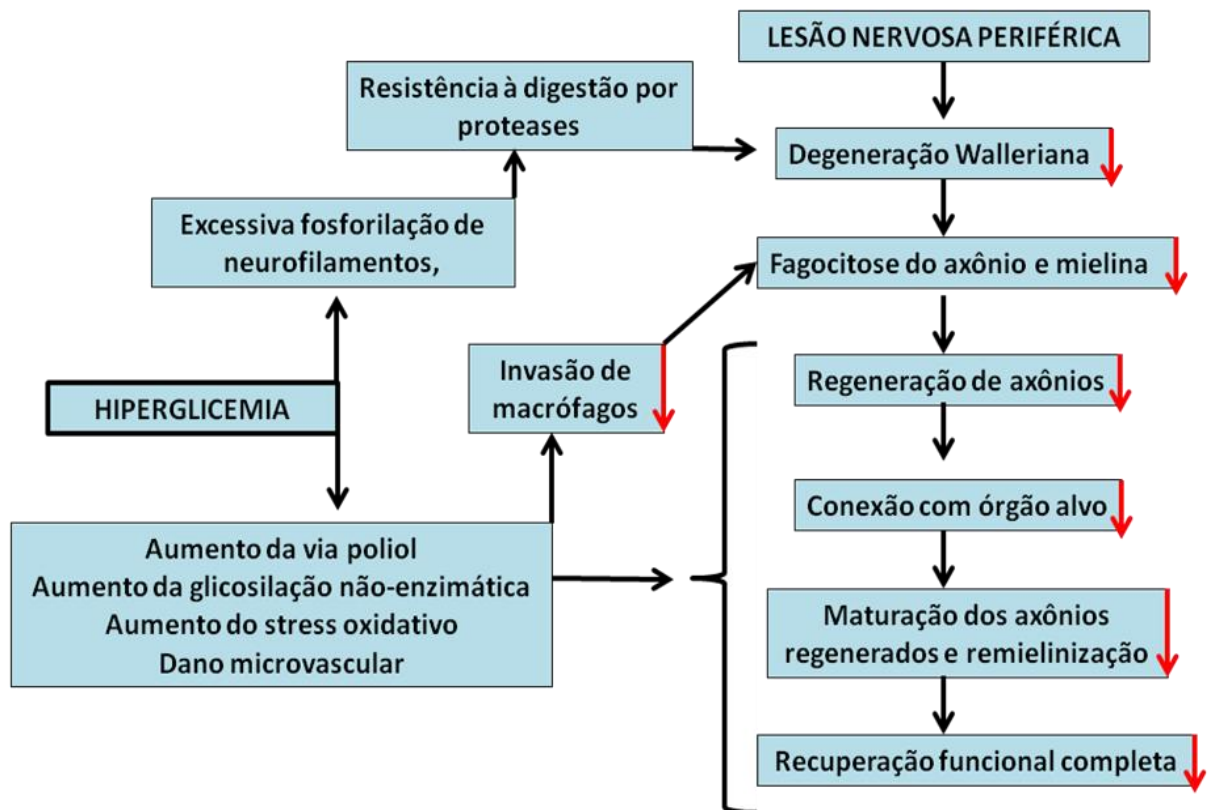 LESÃO NERVOSA PERIFÉRICA
Resistência à digestão por
proteases
Degeneração Walleriana
Excessiva fosforilação de
neurofilamentos,
Fagocitose do axônio e mielina
Invasão de
macrófagos
Regeneração de axônios
HIPERGLICEMIA
Conexão com órgão alvo
Aumento da via poliol
Aumento da glicosilação não-enzimática
Aumento do stress oxidativo
Dano microvascular
Maturação dos axônios
regenerados e remielinização
Recuperação funcional completa